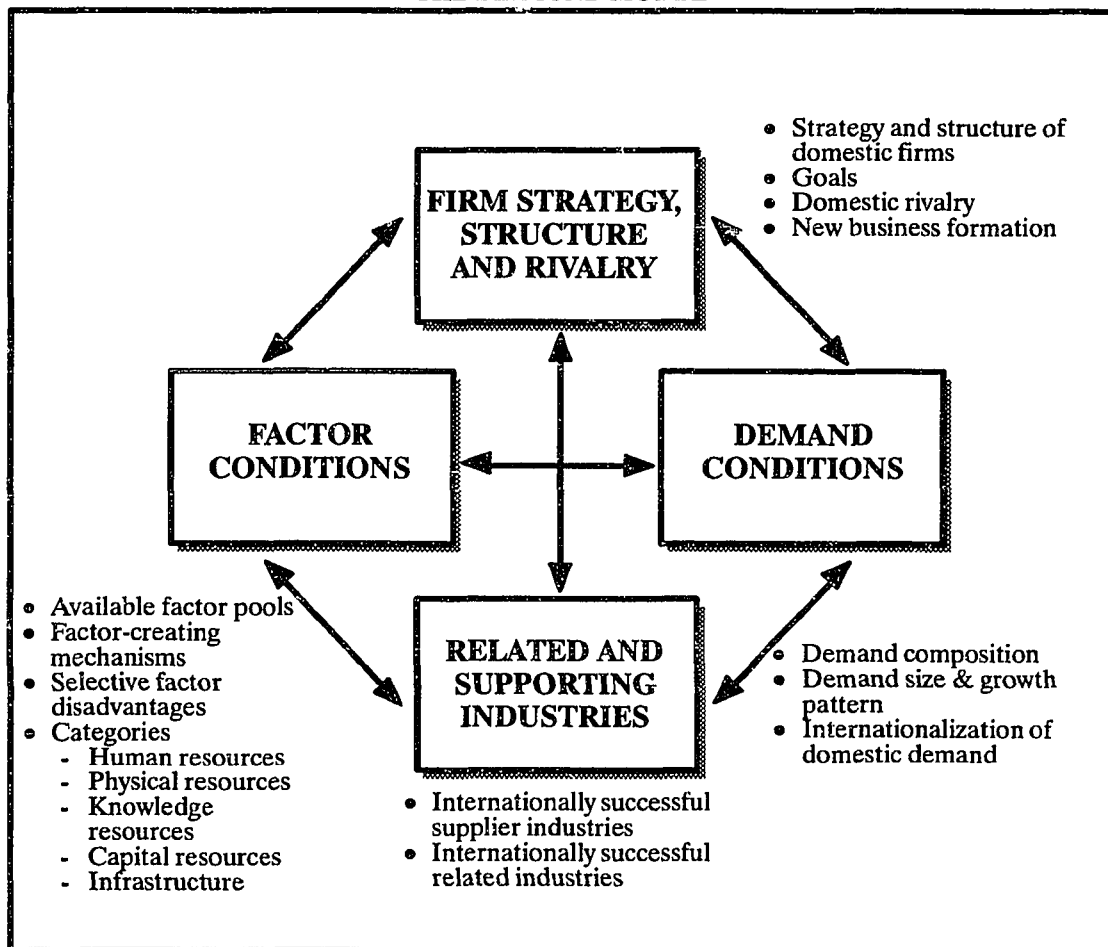 ● Strategy and structure of
domestic firms
● Goals
● Domestic rivalry
● New business formation
FIRM STRATEGY,
STRUCTURE
AND RIVALRY
FACTOR
CONDITIONS
DEMAND
CONDITIONS
● Available factor pools
● Factor-creating
mechanisms
● Selective factor
disadvantages
● Categories
- Human resources
- Physical resources
- Knowledge
resources
- Capital resources
- Infrastructure
RELATED AND
SUPPORTING
INDUSTRIES
● Internationally successful
supplier industries
● Internationally successful
related industries
● Demand composition
● Demand size & growth
pattern
● Internationalization of
domestic demand